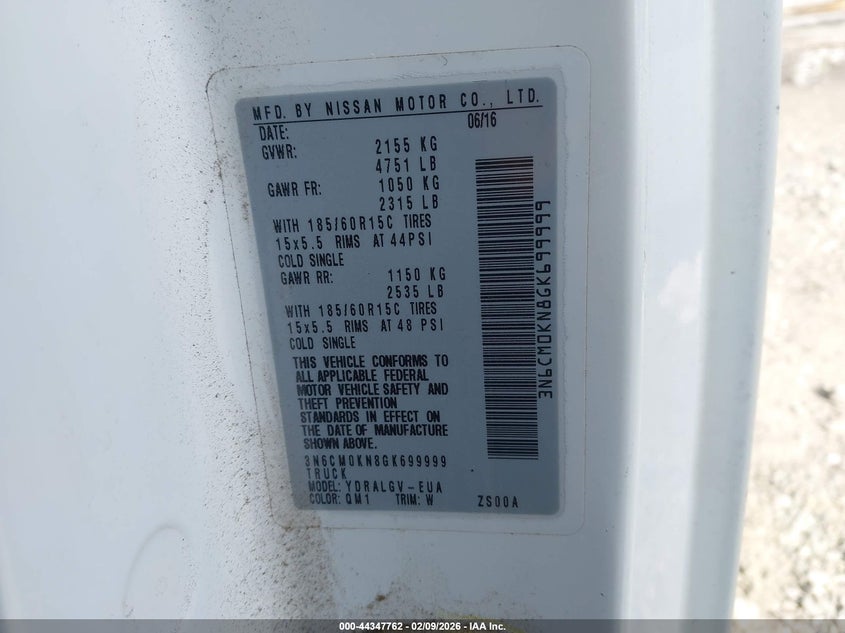 MFD. BY NISSAN MOTOR CO., LTD.
DATE: 06/16
GVWR: 2155 KG
4751 LB
GAWR FR: 1050 KG
2315 LB
WITH 185/60R15C TIRES
15x5.5 RIMS AT 44PSI
COLD SINGLE
GAWR RR: 1150 KG
2535 LB
WITH 185/60R15C TIRES
15x5.5 RIMS AT 48 PSI
COLD SINGLE
THIS VEHICLE CONFORMS TO
ALL APPLICABLE FEDERAL
MOTOR VEHICLE SAFETY AND
THEFT PREVENTION
STANDARDS IN EFFECT ON
THE DATE OF MANUFACTURE
SHOWN ABOVE.
3N6CM0KN8GK699999
TRUCK
MODEL: YDRALGV-EUA
COLOR: QM1 TRIM: W ZS00A
3N6CM0KN8GK699999
000-44347762 - 02/09/2026 - IAA Inc.